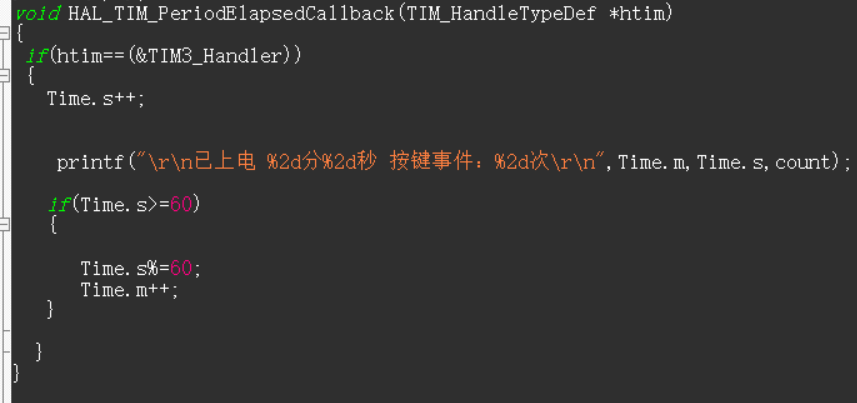 void HAL_TIM_PeriodElapsedCallback(TIM_HandleTypeDef *htim)
{
if(htim==(&TIM3_Handler))
{
Time.s++;
printf("\r\n已上电 %2d分%2d秒 按键事件：%2d次\r\n",Time.m,Time.s,count);
if(Time.s>=60)
{
Time.s%=60;
Time.m++;
}
}
}